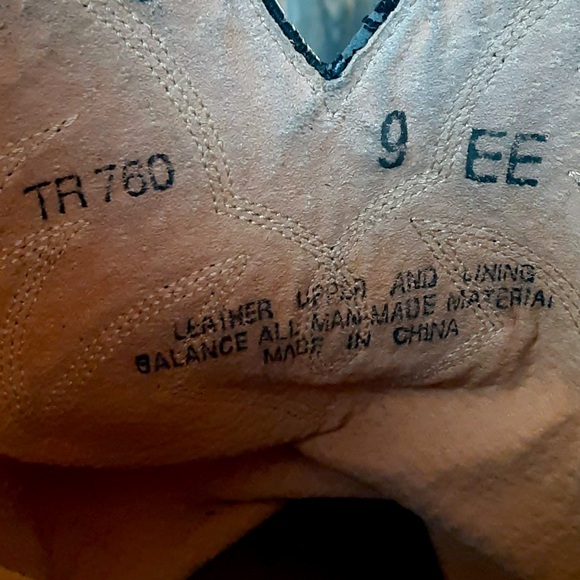 TR 760
9 EE
LEATHER UPPER AND LINING
BALANCE ALL MAN-MADE MATERIAL
MADE IN CHINA